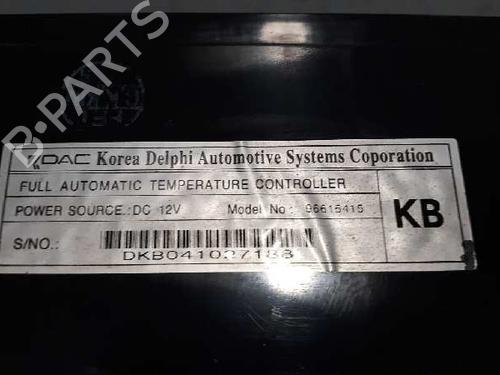 B-PARTS
KDAC Korea Delphi Automotive Systems Coporation
FULL AUTOMATIC TEMPERATURE CONTROLLER
POWER SOURCE.:DC 12V Model No : 96615415
KB
S/NO.:
DKB041027188